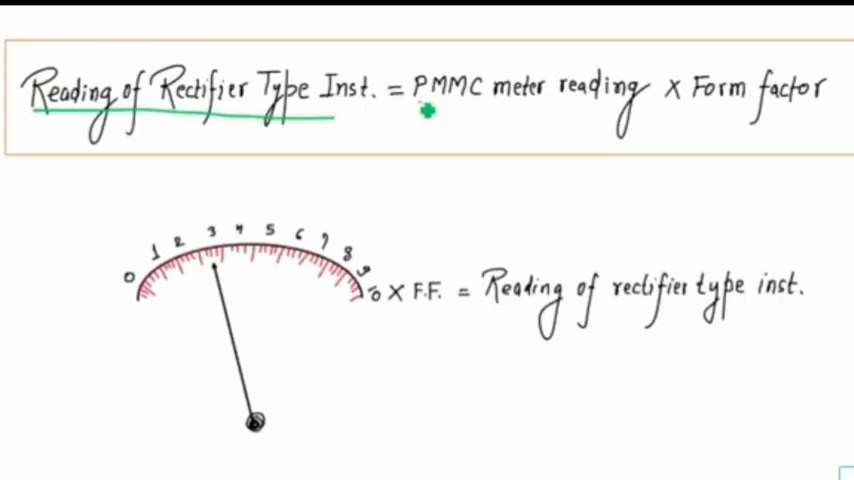 Reading of Rectifier Type Inst. = PMMC meter reading x Form factor
0 1 2 3 4 5 6 7 8 9 10 x F.F. = Reading of rectifier type inst.